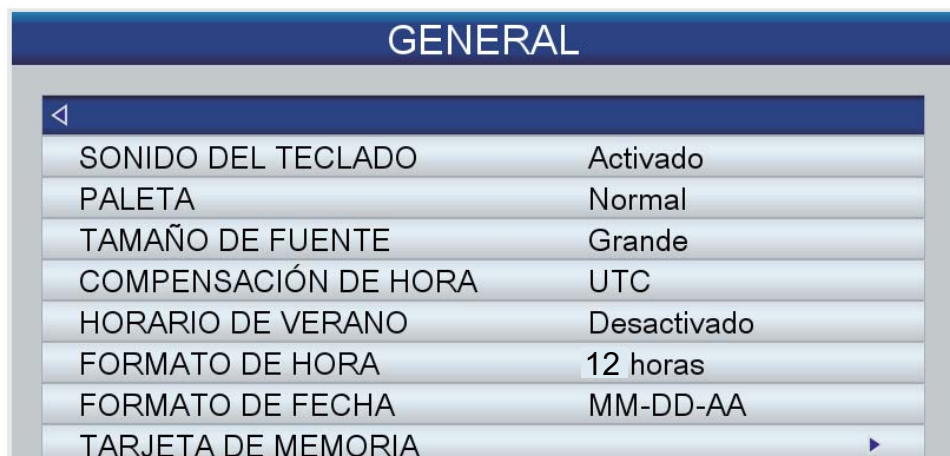 GENERAL
SONIDO DEL TECLADO Activado
PALETA Normal
TAMAÑO DE FUENTE Grande
COMPENSACIÓN DE HORA UTC
HORARIO DE VERANO Desactivado
FORMATO DE HORA 12 horas
FORMATO DE FECHA MM-DD-AA
TARJETA DE MEMORIA